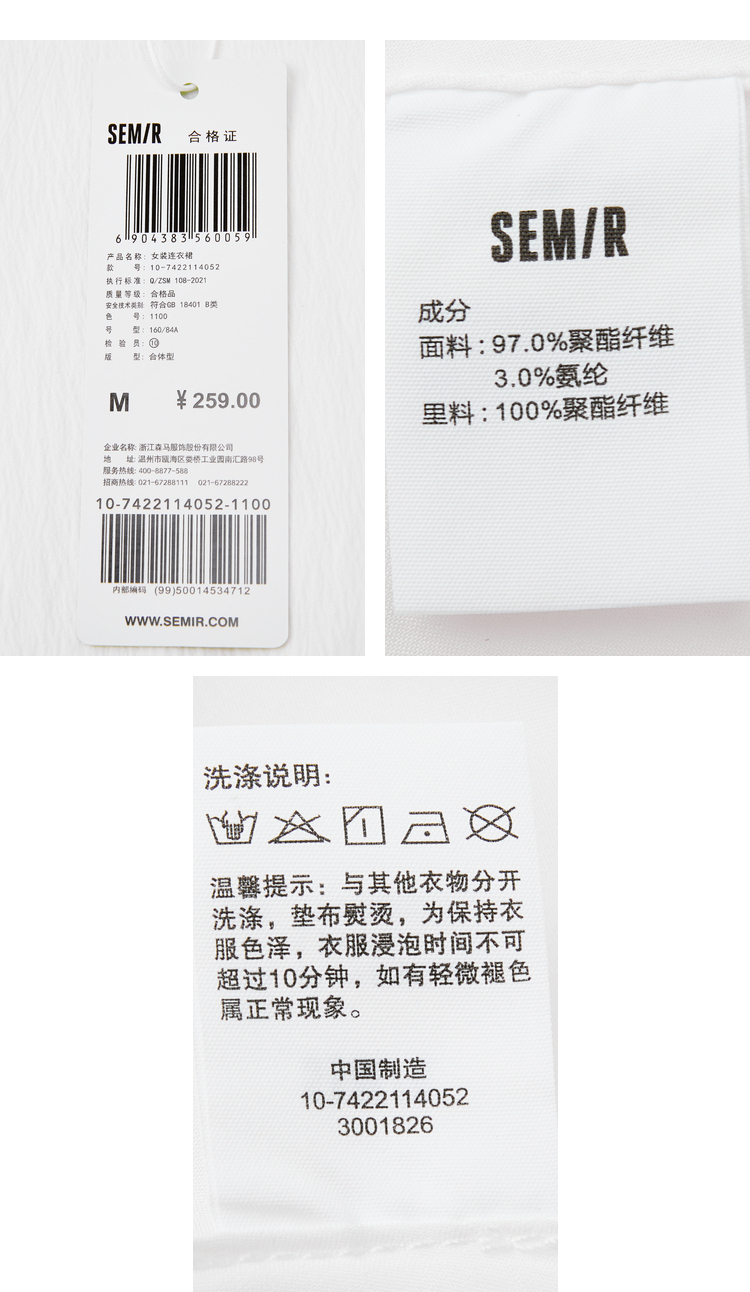 SEM/R 合格证
6 904383 560059
产品名称: 女装连衣裙
款 号: 10-7422114052
执行标准: Q/ZSM 108-2021
质量等级: 合格品
安全技术类别: 符合GB 18401 B类
色 号: 1100
号 型: 160/84A
检 验 员: ⑩
版 型: 合体型
M ¥ 259.00
企业名称: 浙江森马服饰股份有限公司
地 址: 温州市瓯海区娄桥工业园南汇路98号
服务热线: 400-8877-588
招商热线: 021-67288111 021-67288222
10-7422114052-1100
内部编码 (99)50014534712
WWW.SEMIR.COM
SEM/R
成分
面料:97.0%聚酯纤维
3.0%氨纶
里料:100%聚酯纤维
洗涤说明:
温馨提示: 与其他衣物分开
洗涤, 垫布熨烫, 为保持衣
服色泽, 衣服浸泡时间不可
超过10分钟, 如有轻微褪色
属正常现象。
中国制造
10-7422114052
3001826